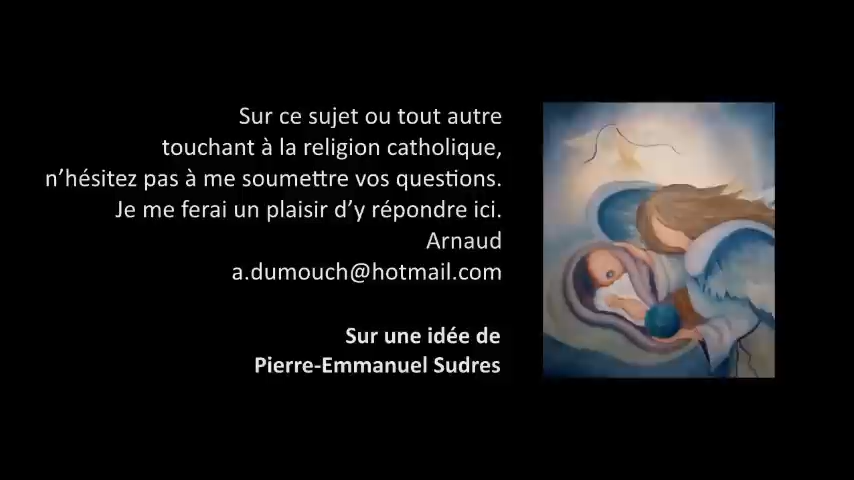 Sur ce sujet ou tout autre
touchant à la religion catholique,
n’hésitez pas à me soumettre vos questions.
Je me ferai un plaisir d’y répondre ici.
Arnaud
a.dumouch@hotmail.com
Sur une idée de
Pierre-Emmanuel Sudres